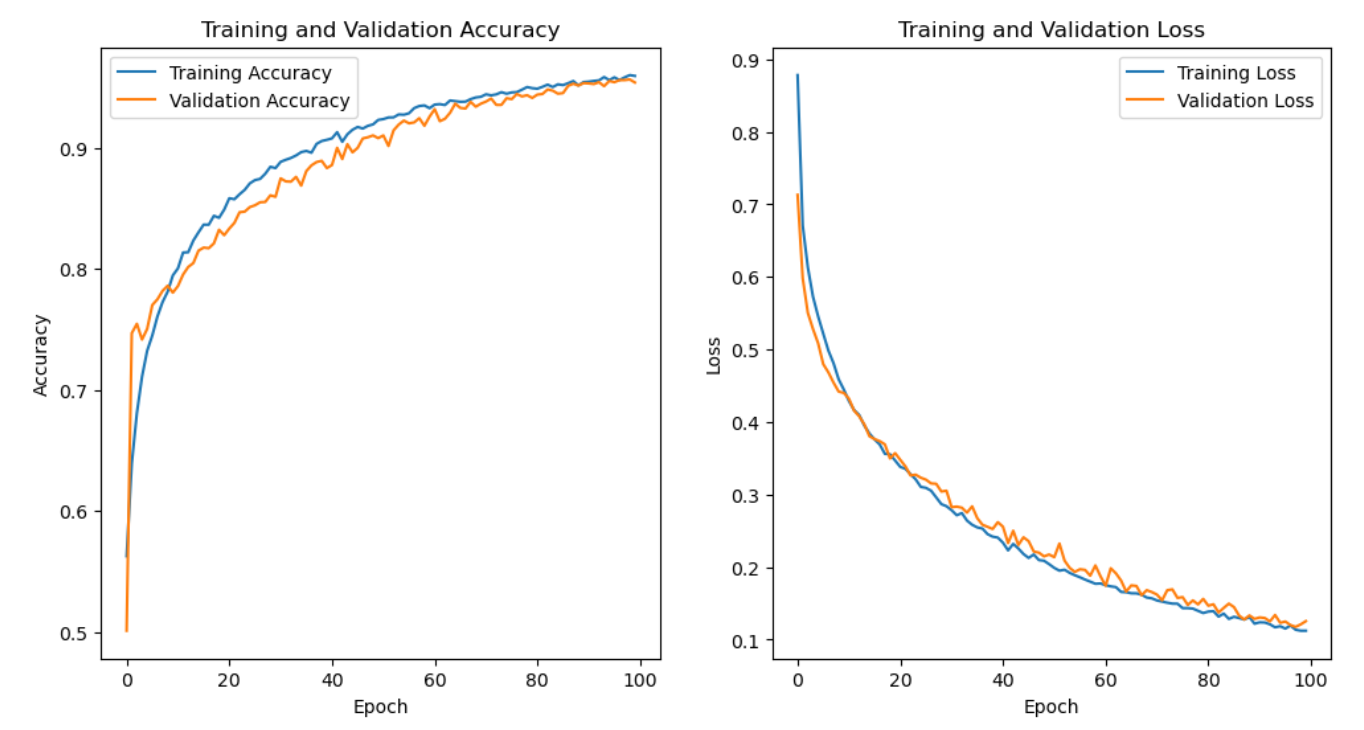 Training and Validation Accuracy
Training Accuracy
Validation Accuracy
0.9
0.8
0.7
0.6
0.5
Accuracy
0 20 40 60 80 100
Epoch
Training and Validation Loss
Training Loss
Validation Loss
0.9
0.8
0.7
0.6
0.5
0.4
0.3
0.2
0.1
Loss
0 20 40 60 80 100
Epoch